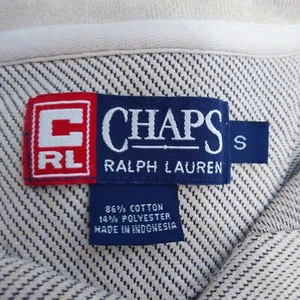 C
RL
CHAPS
RALPH LAUREN
S
86% COTTON
14% POLYESTER
MADE IN INDONESIA